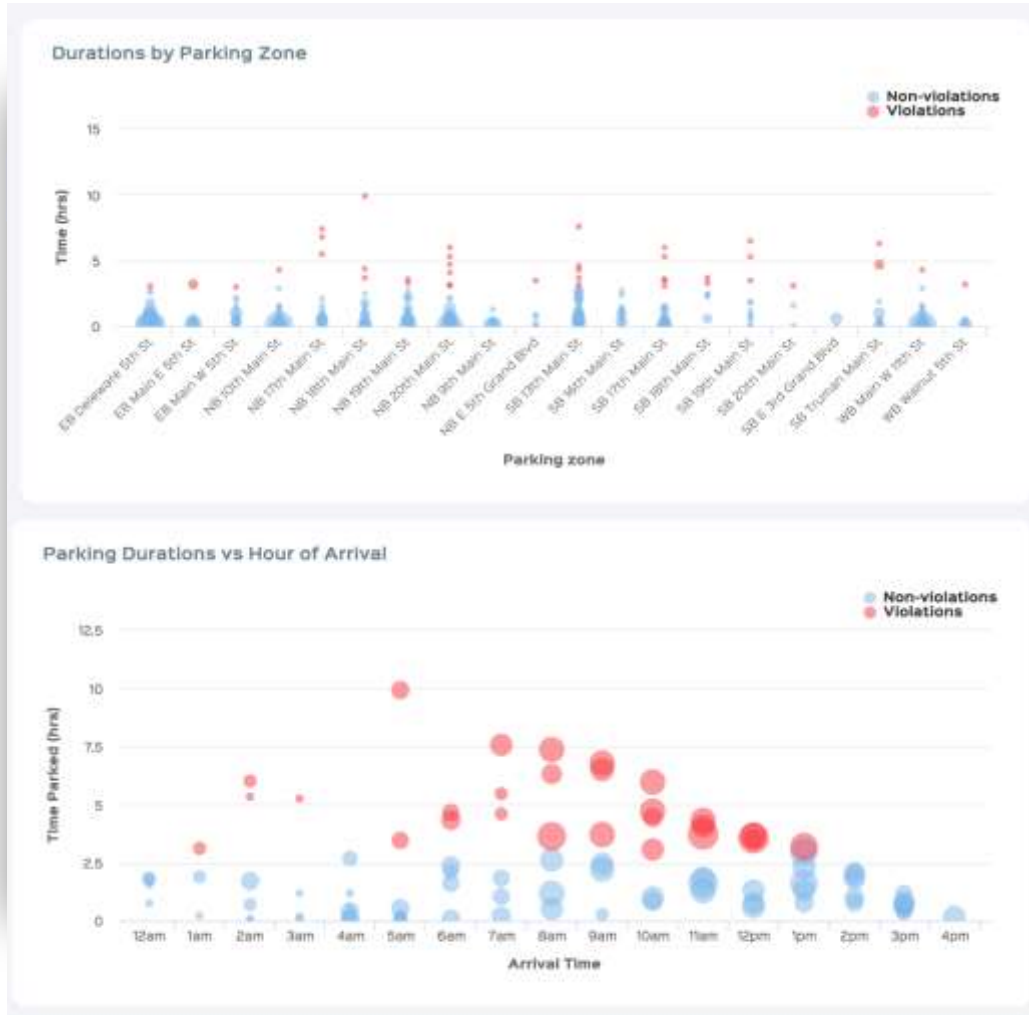 Durations by Parking Zone
Non-violations
Violations
15
10
5
0
Time (hrs)
EB Deleware 5th St
EB Main E 5th St
EB Main W 5th St
NB 10th Main St
NB 17th Main St
NB 18th Main St
NB 19th Main St
NB 20th Main St
NB 9th Main St
NB E 5th Grand Blvd
SB 13th Main St
SB 16th Main St
SB 17th Main St
SB 18th Main St
SB 19th Main St
SB 20th Main St
SB E 3rd Grand Blvd
SB Truman Main St
WB Main W 11th St
WB Walnut 5th St
Parking zone
Parking Durations vs Hour of Arrival
Non-violations
Violations
12.5
10
7.5
5
2.5
0
Time Parked (hrs)
12am 1am 2am 3am 4am 5am 6am 7am 8am 9am 10am 11am 12pm 1pm 2pm 3pm 4pm
Arrival Time